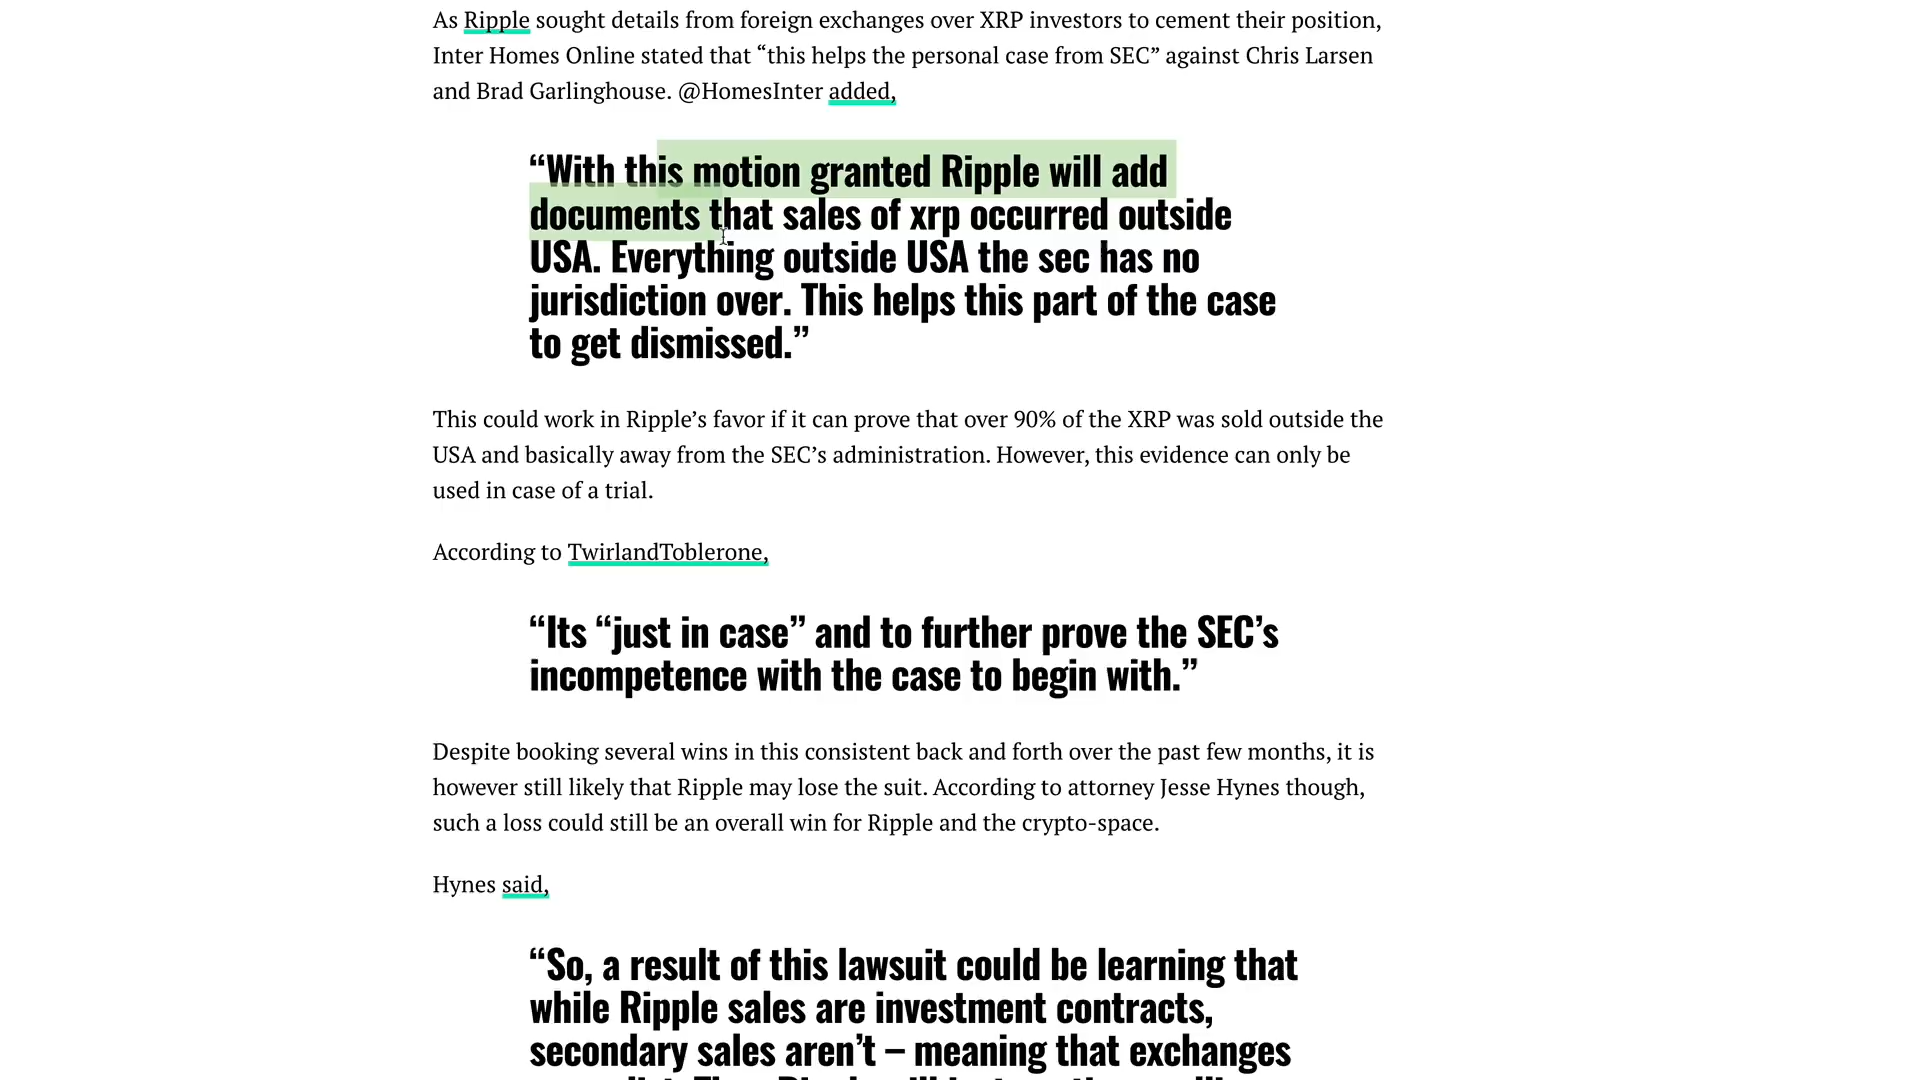 As Ripple sought details from foreign exchanges over XRP investors to cement their position,
Inter Homes Online stated that “this helps the personal case from SEC” against Chris Larsen
and Brad Garlinghouse. @HomesInter added,
“With this motion granted Ripple will add
documents that sales of xrp occurred outside
USA. Everything outside USA the sec has no
jurisdiction over. This helps this part of the case
to get dismissed.”
This could work in Ripple’s favor if it can prove that over 90% of the XRP was sold outside the
USA and basically away from the SEC’s administration. However, this evidence can only be
used in case of a trial.
According to TwirlandToblerone,
“Its “just in case” and to further prove the SEC’s
incompetence with the case to begin with.”
Despite booking several wins in this consistent back and forth over the past few months, it is
however still likely that Ripple may lose the suit. According to attorney Jesse Hynes though,
such a loss could still be an overall win for Ripple and the crypto-space.
Hynes said,
“So, a result of this lawsuit could be learning that
while Ripple sales are investment contracts,
secondary sales aren’t – meaning that exchanges